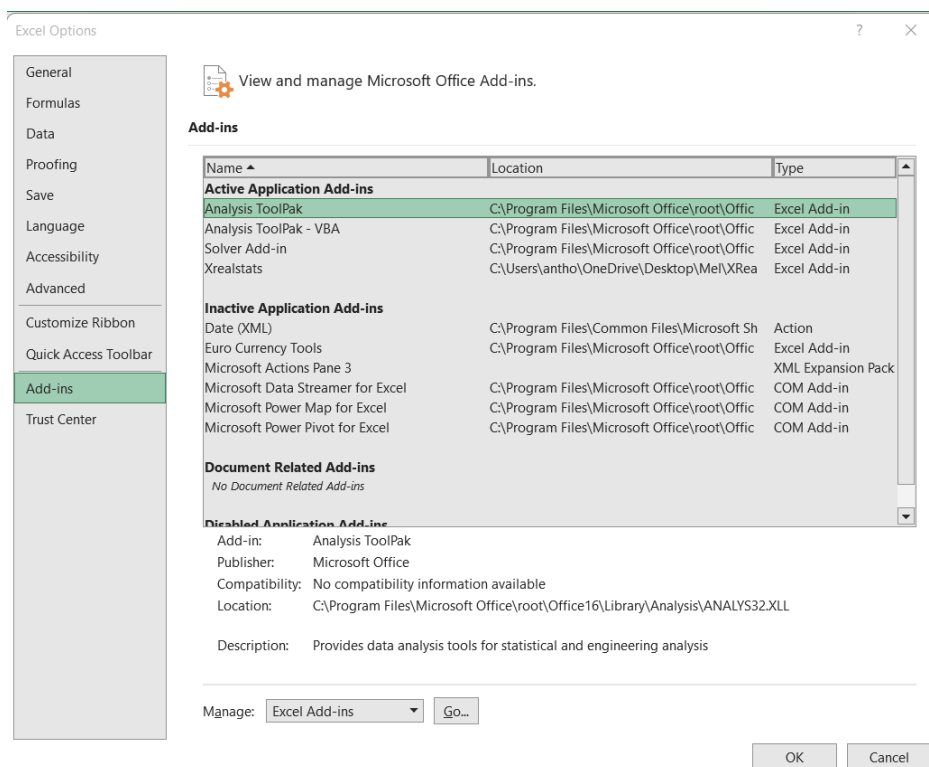 Excel Options ? ×
General
Formulas
Data
Proofing
Save
Language
Accessibility
Advanced
Customize Ribbon
Quick Access Toolbar
Add-ins
Trust Center
View and manage Microsoft Office Add-ins.
Add-ins
Name Location Type
Active Application Add-ins
Analysis ToolPak C:\Program Files\Microsoft Office\root\Offic Excel Add-in
Analysis ToolPak - VBA C:\Program Files\Microsoft Office\root\Offic Excel Add-in
Solver Add-in C:\Program Files\Microsoft Office\root\Offic Excel Add-in
Xrealstats C:\Users\antho\OneDrive\Desktop\Mel\XRea Excel Add-in
Inactive Application Add-ins
Date (XML) C:\Program Files\Common Files\Microsoft Sh Action
Euro Currency Tools C:\Program Files\Microsoft Office\root\Offic Excel Add-in
Microsoft Actions Pane 3 XML Expansion Pack
Microsoft Data Streamer for Excel C:\Program Files\Microsoft Office\root\Offic COM Add-in
Microsoft Power Map for Excel C:\Program Files\Microsoft Office\root\Offic COM Add-in
Microsoft Power Pivot for Excel C:\Program Files\Microsoft Office\root\Offic COM Add-in
Document Related Add-ins
No Document Related Add-ins
Disabled Application Add-ins
Add-in: Analysis ToolPak
Publisher: Microsoft Office
Compatibility: No compatibility information available
Location: C:\Program Files\Microsoft Office\root\Office16\Library\Analysis\ANALYS32.XLL
Description: Provides data analysis tools for statistical and engineering analysis
Manage: Excel Add-ins Go...
OK Cancel